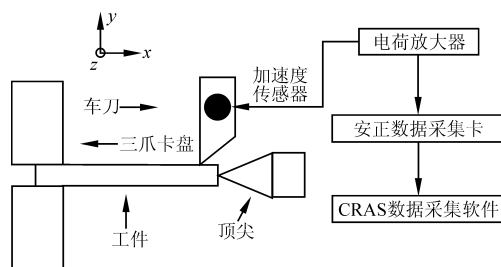 y
z
x
车刀
三爪卡盘
工件
顶尖
加速度
传感器
电荷放大器
安正数据采集卡
CRAS数据采集软件